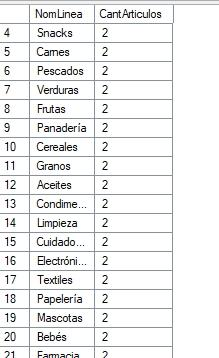 NomLinea CantArticulos
4 Snacks 2
5 Carnes 2
6 Pescados 2
7 Verduras 2
8 Frutas 2
9 Panadería 2
10 Cereales 2
11 Granos 2
12 Aceites 2
13 Condime... 2
14 Limpieza 2
15 Cuidado... 2
16 Electróni... 2
17 Textiles 2
18 Papelería 2
19 Mascotas 2
20 Bebés 2
21 Farmacia 2